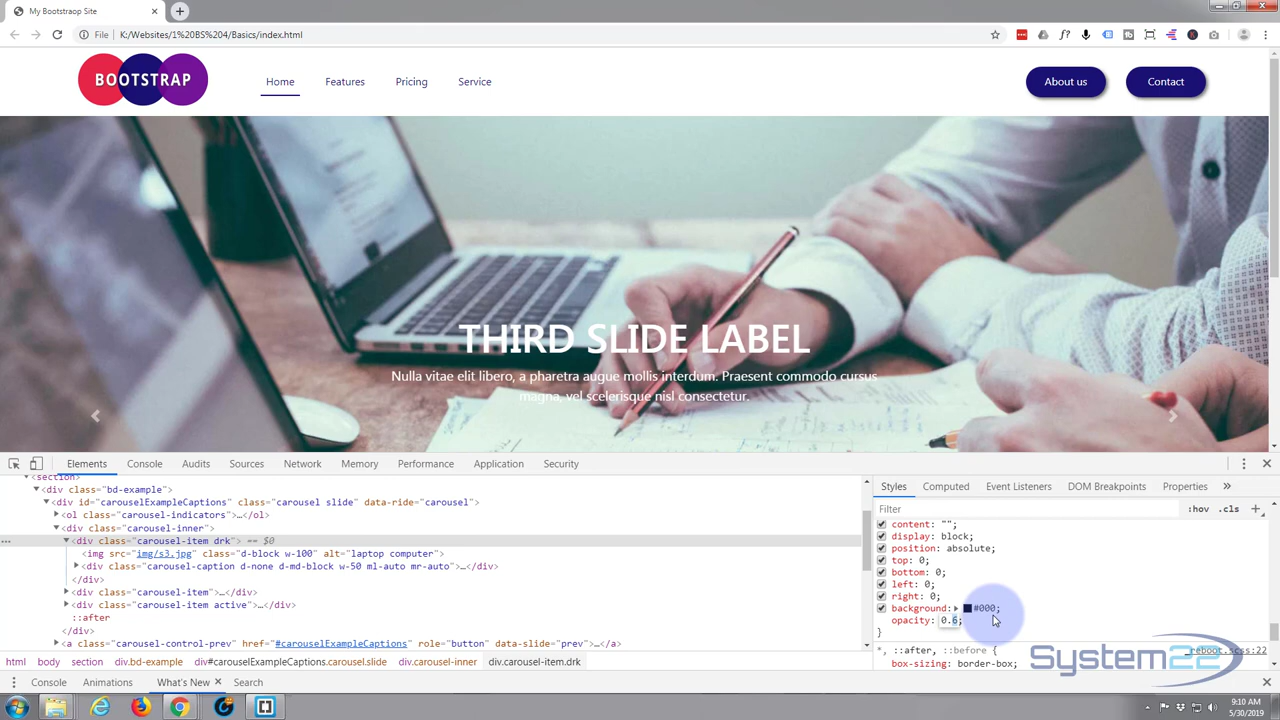 My Bootstraop Site
File
K:/Websites/1%20BS%204/Basics/index.html
BOOTSTRAP
Home
Features
Pricing
Service
About us
Contact
THIRD SLIDE LABEL
Nulla vitae elit libero, a pharetra augue mollis interdum. Praesent commodo cursus
magna, vel scelerisque nisl consectetur.
Elements Console Audits Sources Network Memory Performance Application Security
<section>
<div class="bd-example">
<div id="carouselExampleCaptions" class="carousel slide" data-ride="carousel">
<ol class="carousel-indicators">…</ol>
<div class="carousel-inner">
<div class="carousel-item drk"> == $0
<img src="img/s3.jpg" class="d-block w-100" alt="laptop computer">
<div class="carousel-caption d-none d-md-block w-50 ml-auto mr-auto">…</div>
</div>
<div class="carousel-item">…</div>
<div class="carousel-item active">…</div>
::after
</div>
<a class="carousel-control-prev" href="#carouselExampleCaptions" role="button" data-slide="prev">…</a>
html body section div.bd-example div#carouselExampleCaptions.carousel.slide div.carousel-inner div.carousel-item.drk
Styles Computed Event Listeners DOM Breakpoints Properties »
Filter
:hov .cls +
content: "";
display: block;
position: absolute;
top: 0;
bottom: 0;
left: 0;
right: 0;
background: #000;
opacity: 0.6;
}
*, ::after, ::before {
_reboot.scss:22
box-sizing: border-box;
System22
Console Animations What's New Search
9:10 AM
5/30/2019